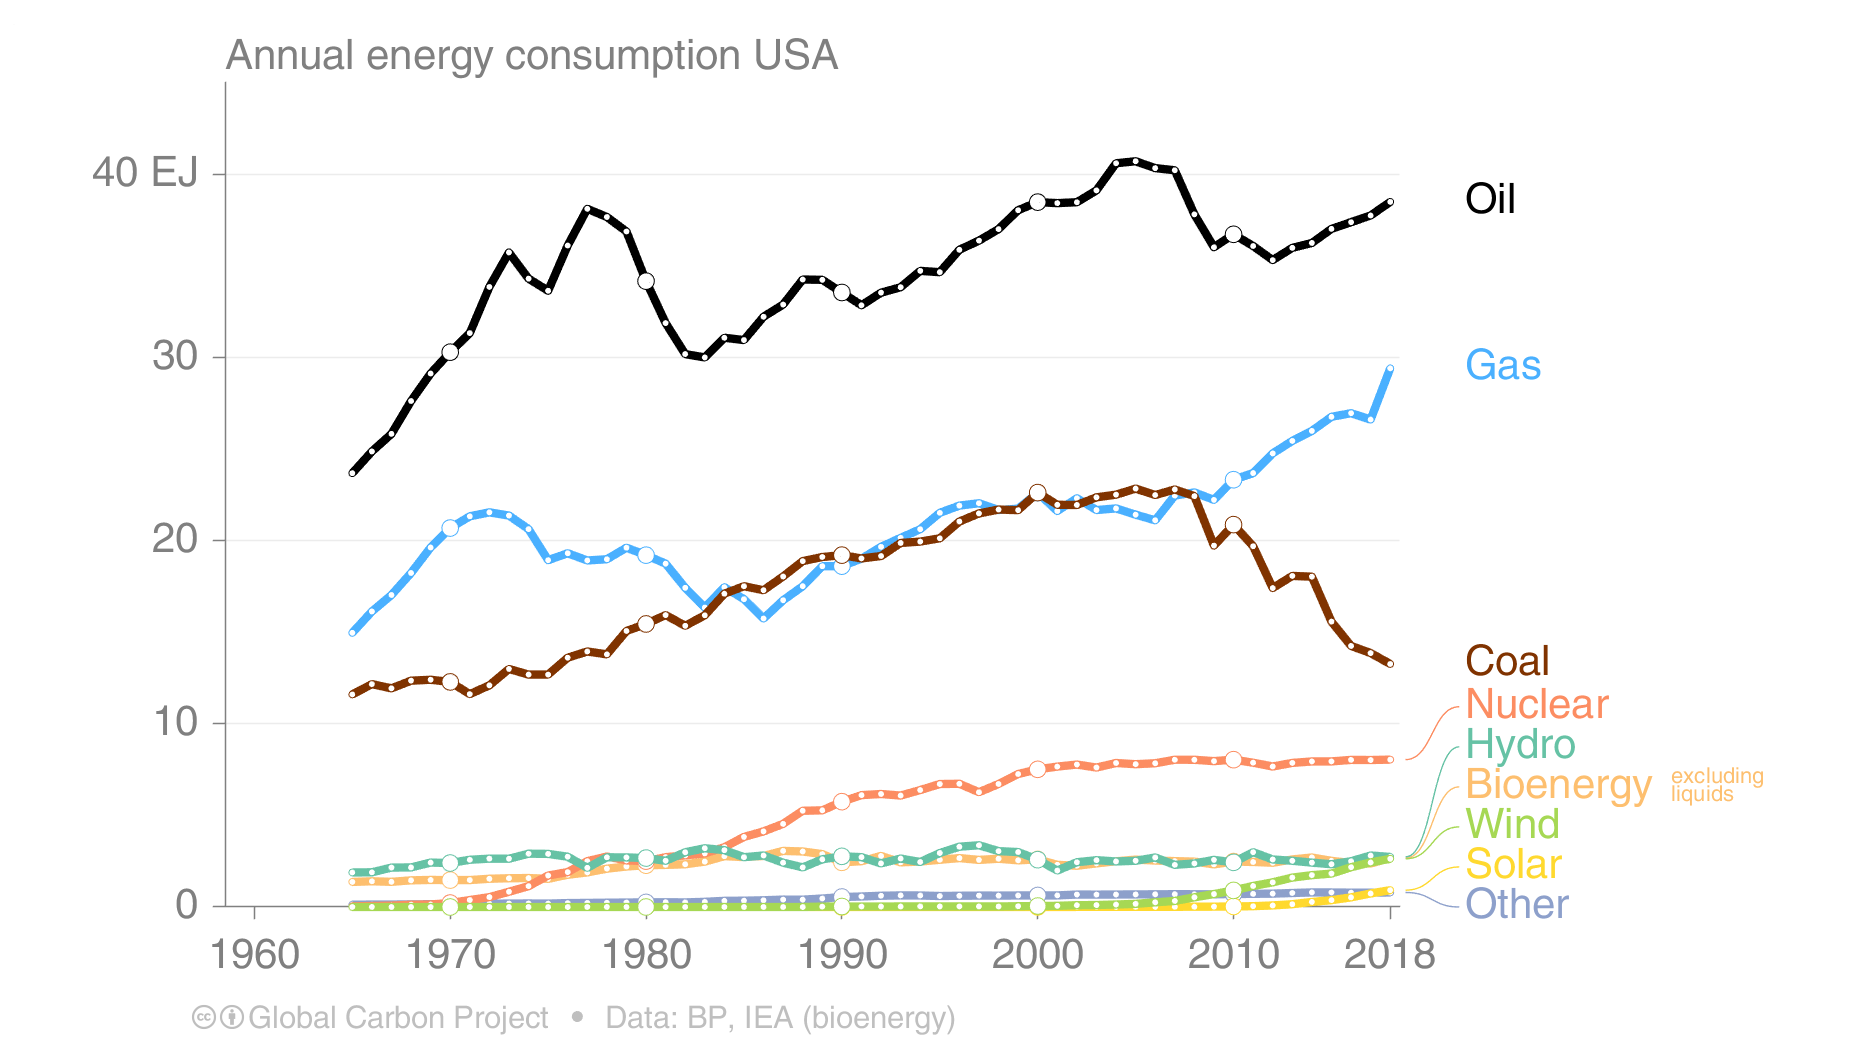 Annual energy consumption USA
40 EJ
30
20
10
0
1960 1970 1980 1990 2000 2010 2018
Oil
Gas
Coal
Nuclear
Hydro
Bioenergy excluding liquids
Wind
Solar
Other
cc Global Carbon Project • Data: BP, IEA (bioenergy)